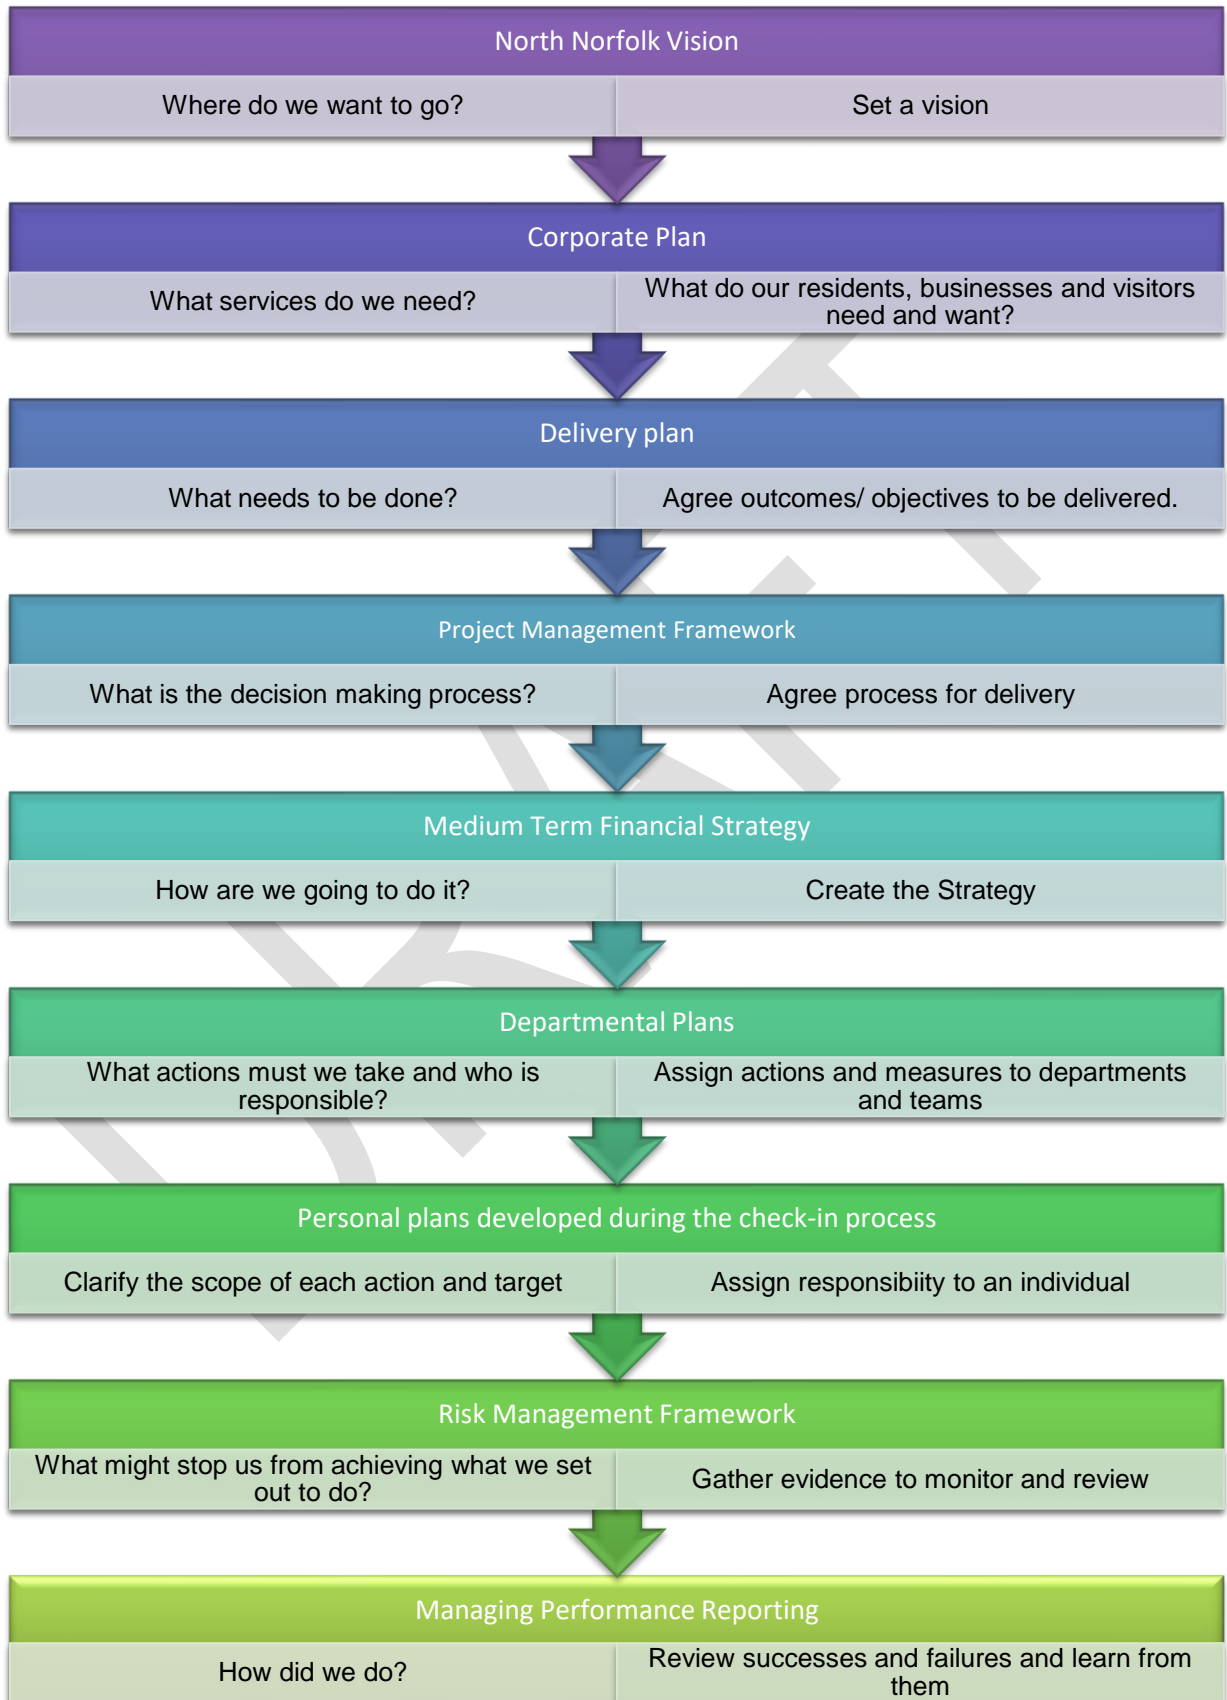 North Norfolk Vision
Where do we want to go?
Set a vision
Corporate Plan
What services do we need?
What do our residents, businesses and visitors
need and want?
Delivery plan
What needs to be done?
Agree outcomes/ objectives to be delivered.
Project Management Framework
What is the decision making process?
Agree process for delivery
Medium Term Financial Strategy
How are we going to do it?
Create the Strategy
Departmental Plans
What actions must we take and who is
responsible?
Assign actions and measures to departments
and teams
Personal plans developed during the check-in process
Clarify the scope of each action and target
Assign responsibiity to an individual
Risk Management Framework
What might stop us from achieving what we set
out to do?
Gather evidence to monitor and review
Managing Performance Reporting
How did we do?
Review successes and failures and learn from
them
DRAFT